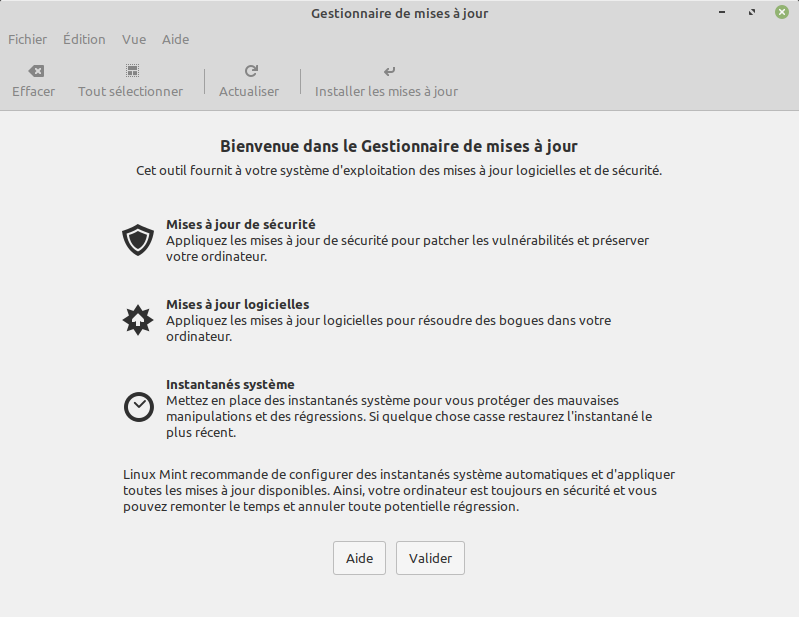 Gestionnaire de mises à jour
Fichier Édition Vue Aide
Effacer Tout sélectionner Actualiser Installer les mises à jour
Bienvenue dans le Gestionnaire de mises à jour
Cet outil fournit à votre système d'exploitation des mises à jour logicielles et de sécurité.
Mises à jour de sécurité
Appliquez les mises à jour de sécurité pour patcher les vulnérabilités et préserver
votre ordinateur.
Mises à jour logicielles
Appliquez les mises à jour logicielles pour résoudre des bogues dans votre
ordinateur.
Instantanés système
Mettez en place des instantanés système pour vous protéger des mauvaises
manipulations et des régressions. Si quelque chose casse restaurez l'instantané le
plus récent.
Linux Mint recommande de configurer des instantanés système automatiques et d'appliquer
toutes les mises à jour disponibles. Ainsi, votre ordinateur est toujours en sécurité et vous
pouvez remonter le temps et annuler toute potentielle régression.
Aide Valider